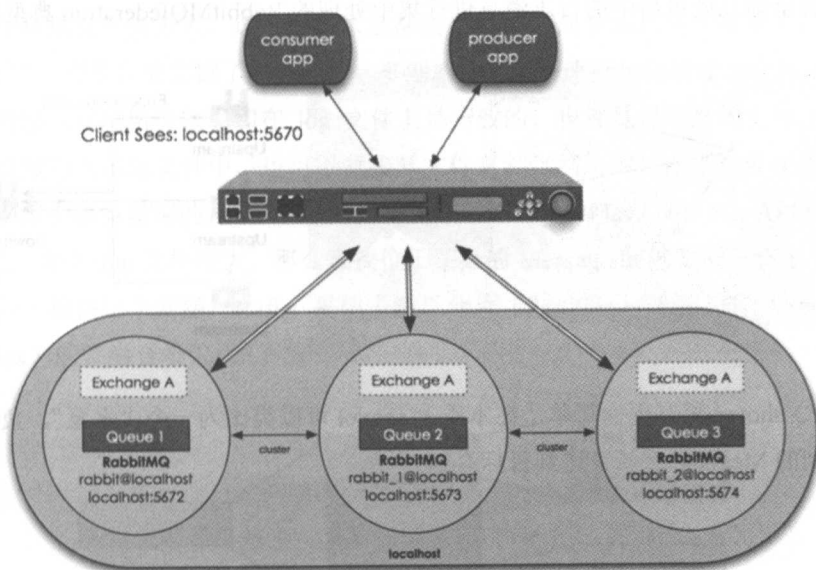 consumer
app
producer
app
Client Sees: localhost:5670
Exchange A
Queue 1
RabbitMQ
rabbit@localhost
localhost:5672
cluster
Exchange A
Queue 2
RabbitMQ
rabbit_1@localhost
localhost:5673
cluster
Exchange A
Queue 3
RabbitMQ
rabbit_2@localhost
localhost:5674
localhost